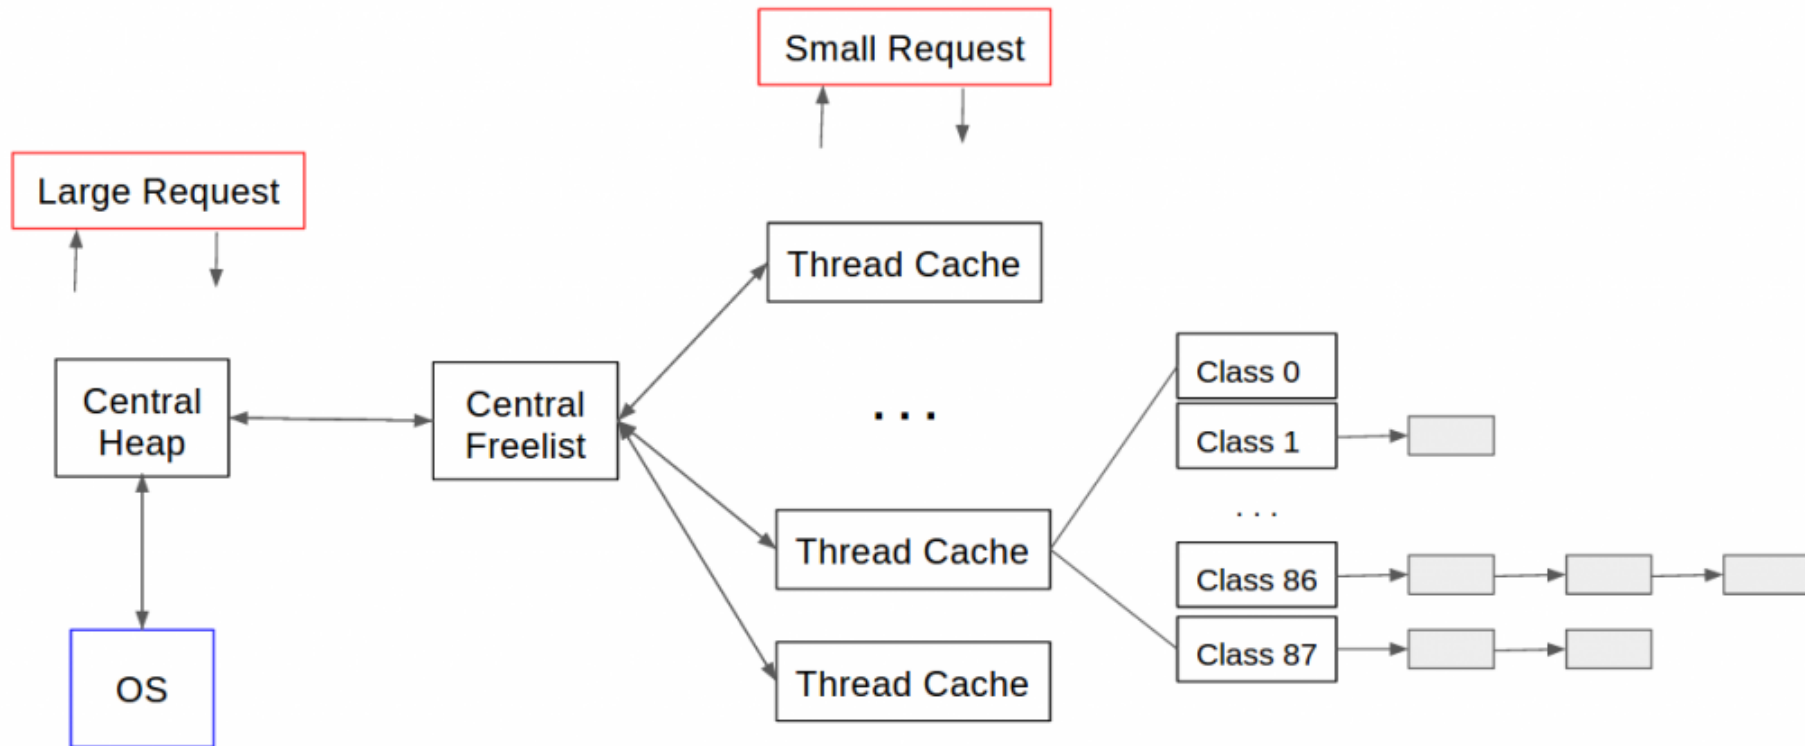 Small Request
Large Request
Thread Cache
Class 0
Central
Heap
Central
Freelist
. . .
Class 1
. . .
Thread Cache
Class 86
Class 87
OS
Thread Cache